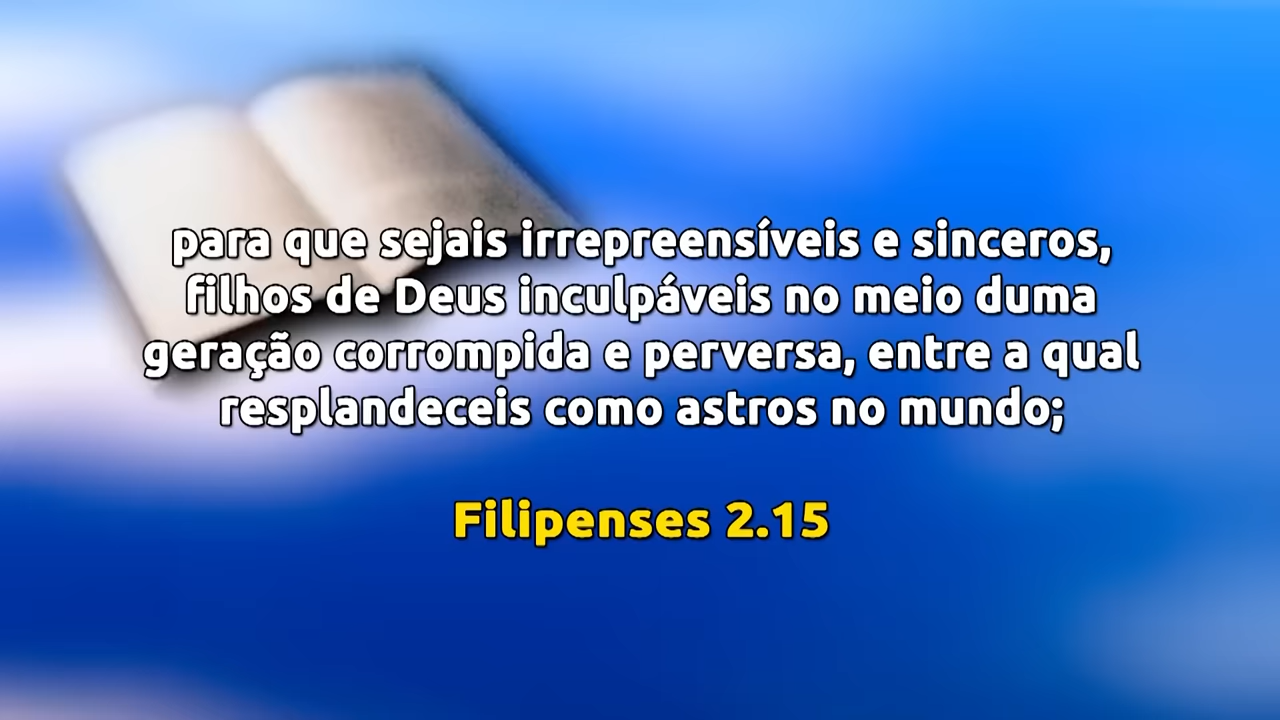 para que sejais irrepreensíveis e sinceros,
filhos de Deus inculpáveis no meio duma
geração corrompida e perversa, entre a qual
resplandeceis como astros no mundo;
Filipenses 2.15